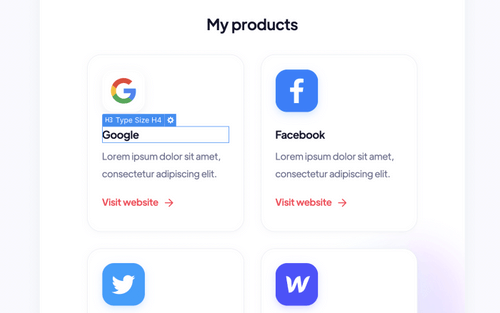 My products
H3 Type Size H4
Google
Lorem ipsum dolor sit amet,
consectetur adipiscing elit.
Visit website →
Facebook
Lorem ipsum dolor sit amet,
consectetur adipiscing elit.
Visit website →